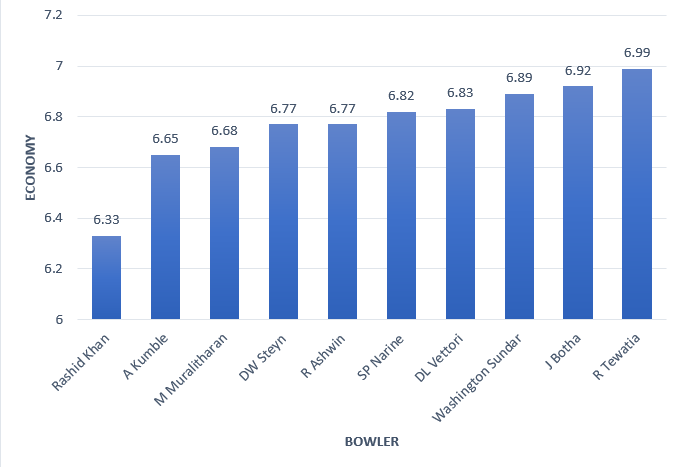 7.2
7
6.8
6.6
6.4
6.2
6
ECONOMY
6.33
6.65
6.68
6.77
6.77
6.82
6.83
6.89
6.92
6.99
Rashid Khan
A Kumble
M Muralitharan
DW Steyn
R Ashwin
SP Narine
DL Vettori
Washington Sundar
J Botha
R Tewatia
BOWLER